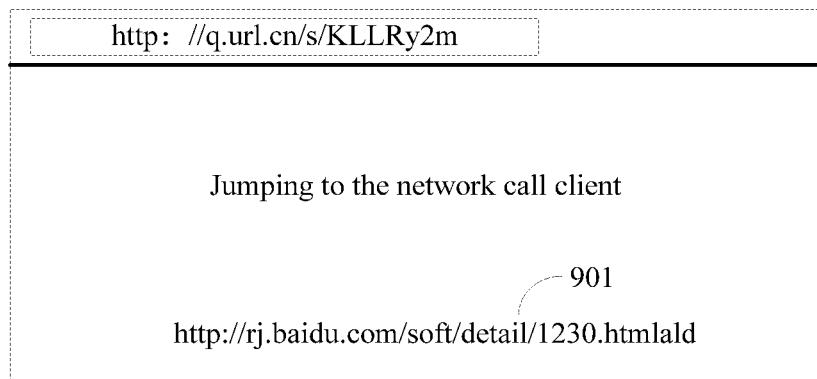 http：//q.url.cn/s/KLLRy2m
Jumping to the network call client
901
http://rj.baidu.com/soft/detail/1230.htmlald